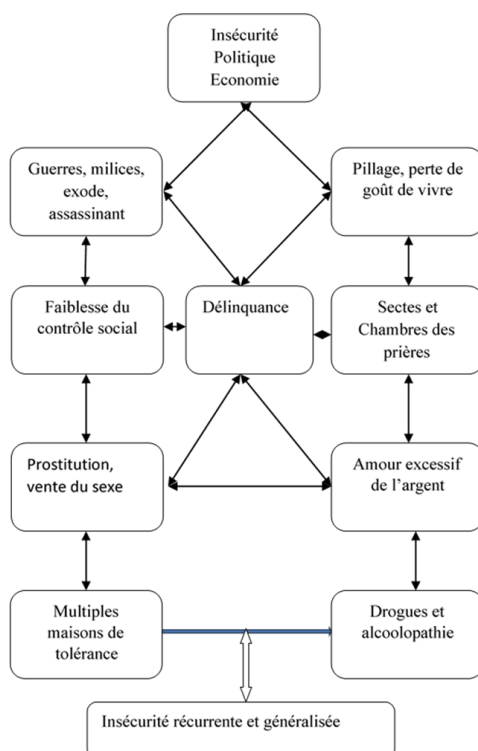 Insécurité
Politique
Economie
Guerres, milices,
exode,
assassinant
Pillage, perte de
goût de vivre
Faiblesse du
contrôle social
Délinquance
Sectes et
Chambres des
prières
Prostitution,
vente du sexe
Amour excessif
de l'argent
Multiples
maisons de
tolérance
Drogues et
alcoolopathie
Insécurité récurrente et généralisée